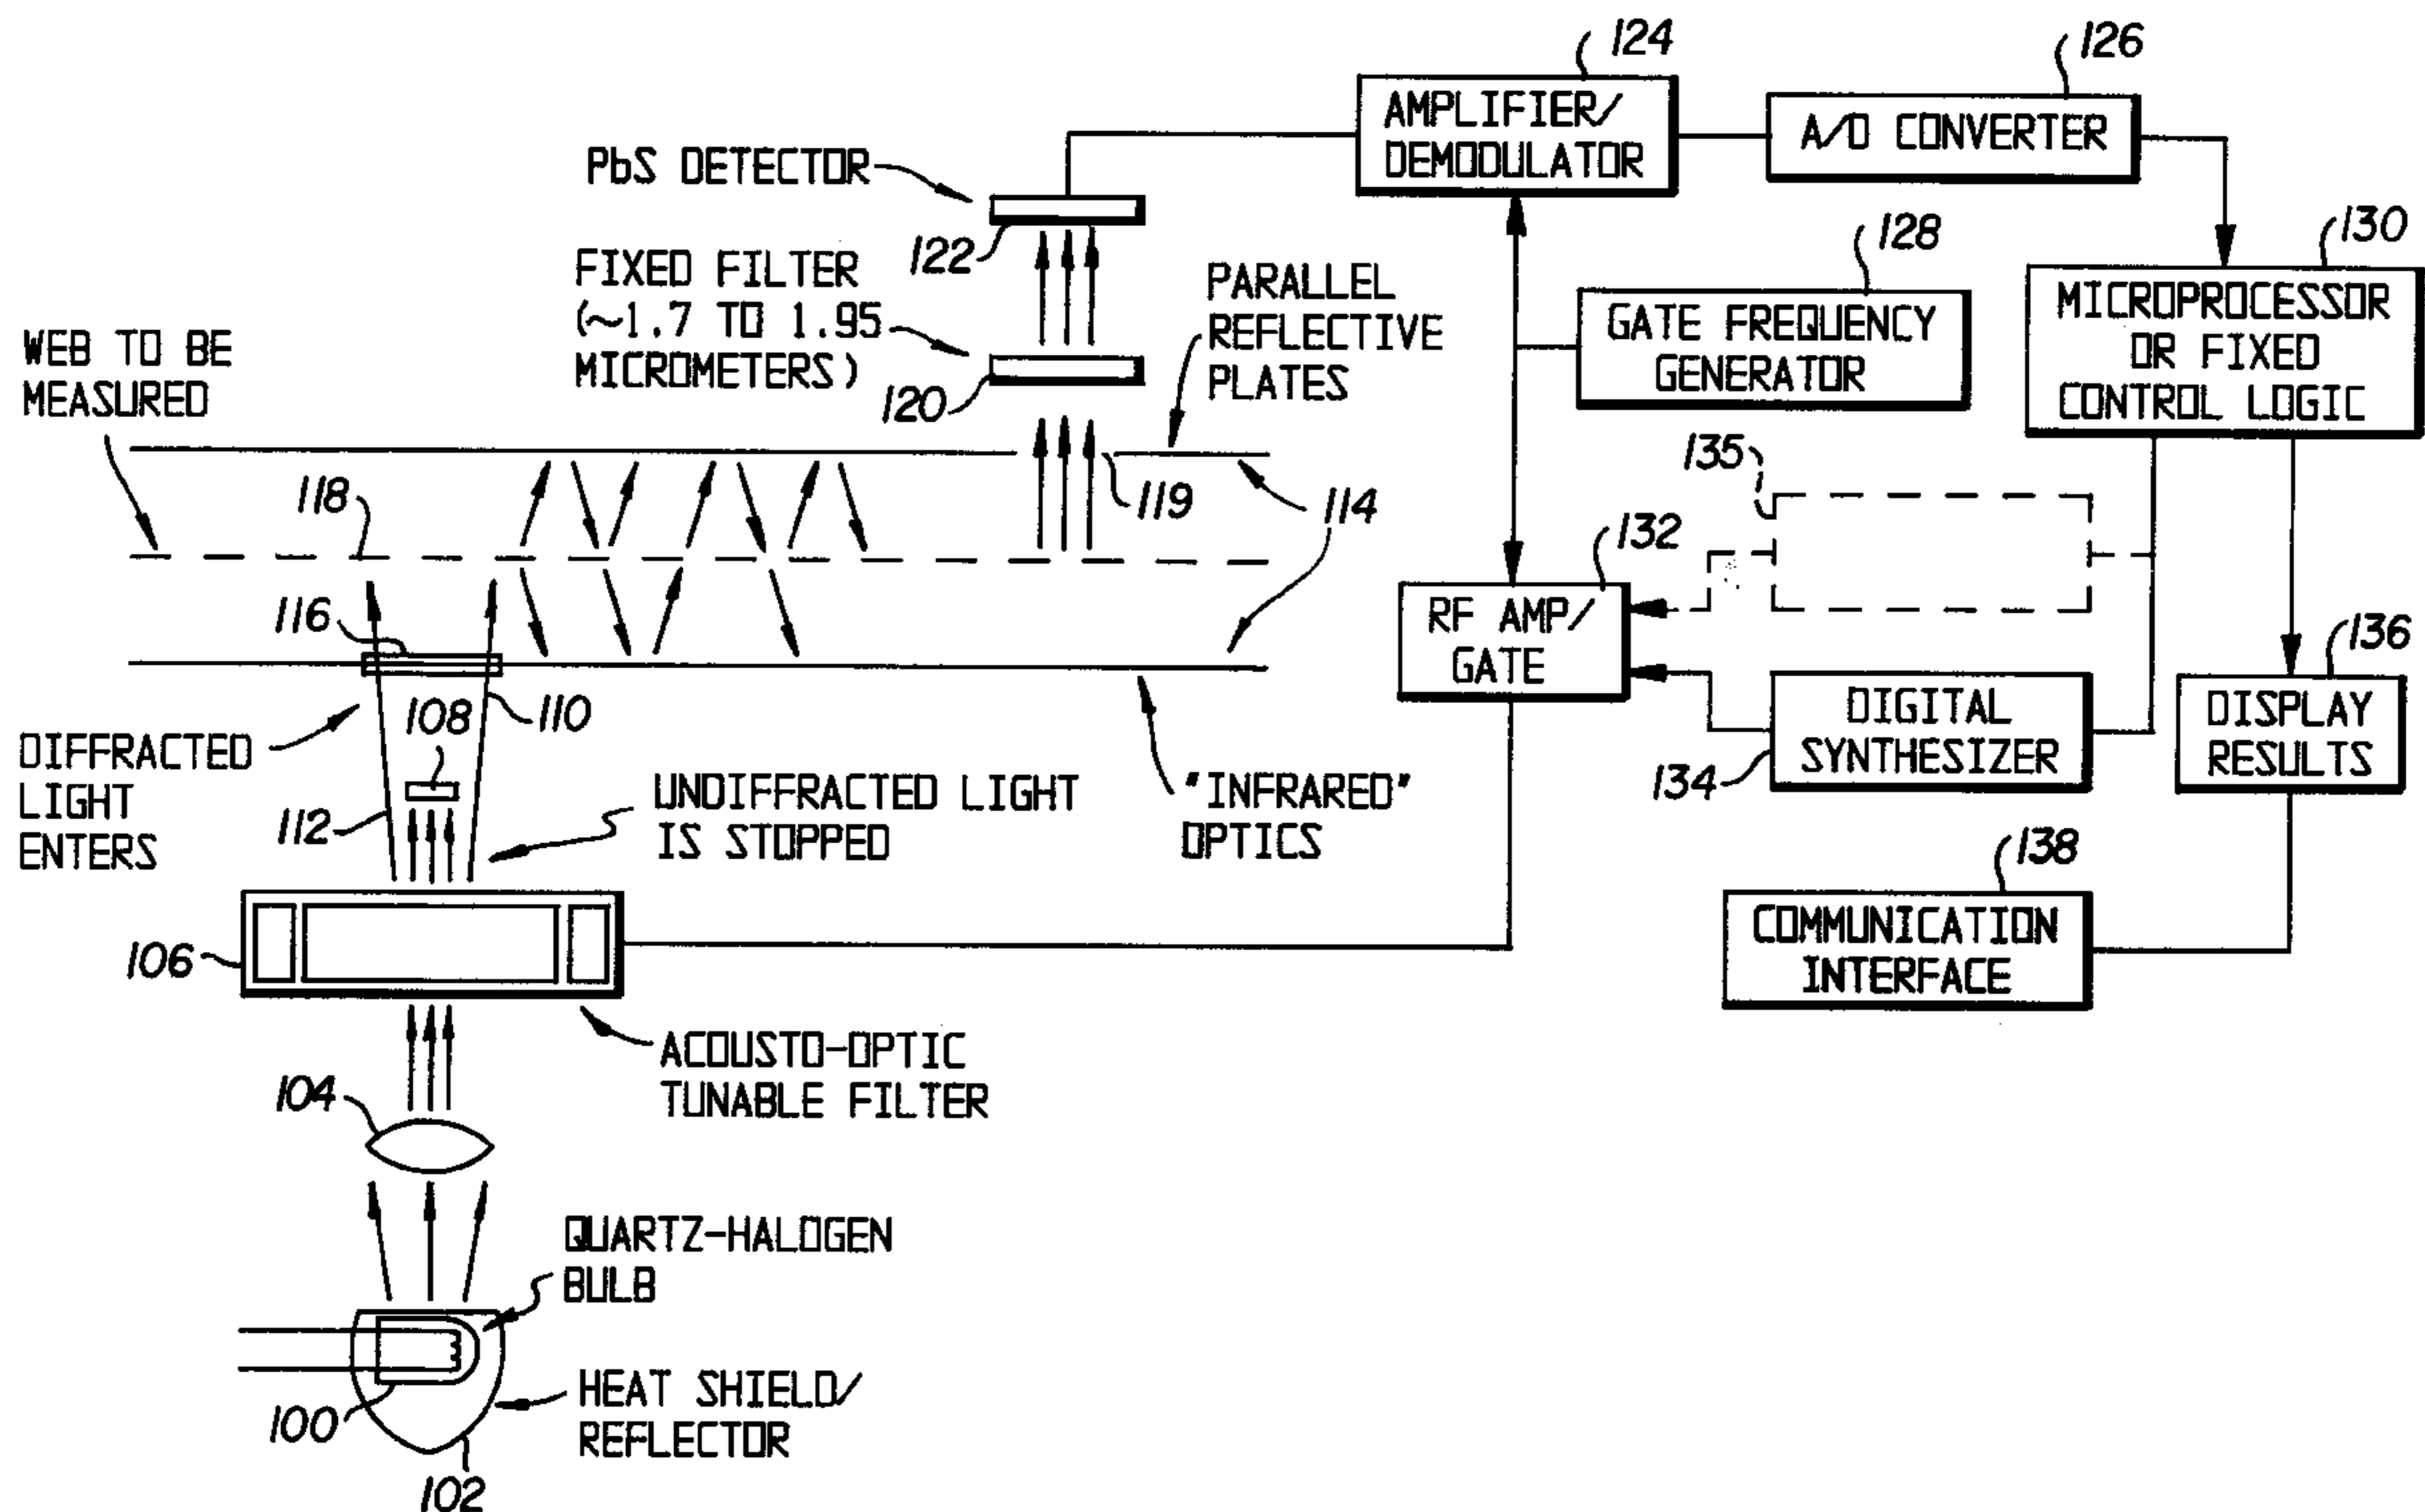 124
126
AMPLIFIER/
DEMODULATOR
A/D CONVERTER
PbS DETECTOR
122
130
128
FIXED FILTER
(~1.7 TO 1.95
MICROMETERS)
120
PARALLEL
REFLECTIVE
PLATES
GATE FREQUENCY
GENERATOR
MICROPROCESSOR
OR FIXED
CONTROL LOGIC
WEB TO BE
MEASURED
118
119
114
135
132
116
RF AMP/
GATE
136
108
110
DIGITAL
SYNTHESIZER
134
DISPLAY
RESULTS
DIFFRACTED
LIGHT
ENTERS
112
UNDIFFRACTED LIGHT
IS STOPPED
"INFRARED"
OPTICS
138
COMMUNICATION
INTERFACE
106
ACOUSTO-OPTIC
TUNABLE FILTER
104
QUARTZ-HALOGEN
BULB
100
HEAT SHIELD/
REFLECTOR
102